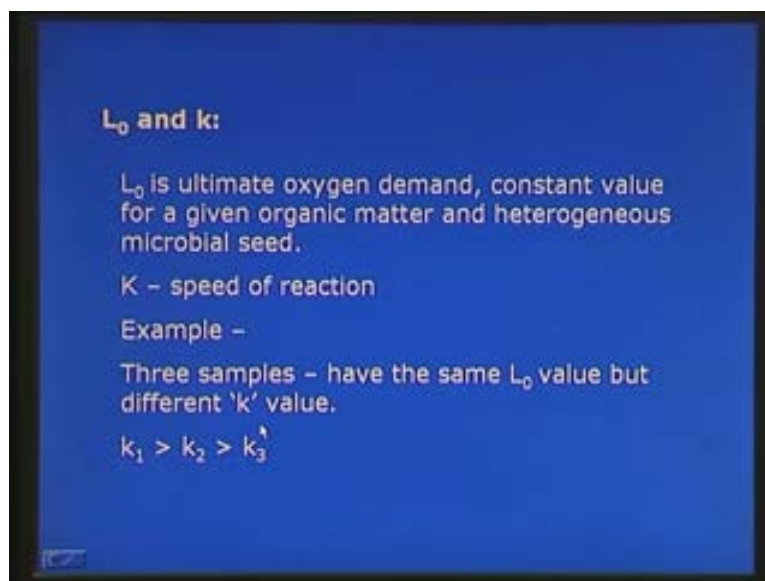 L₀ and k:
L₀ is ultimate oxygen demand, constant value
for a given organic matter and heterogeneous
microbial seed.
K – speed of reaction
Example –
Three samples – have the same L₀ value but
different ‘k’ value.
k₁ > k₂ > k₃